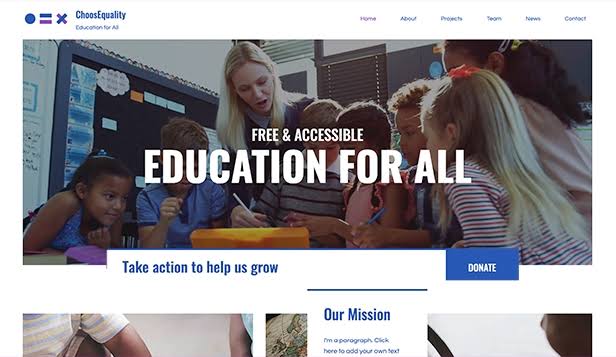 ChoosEquality
Education for All
Home About Projects Team News Contact
FREE & ACCESSIBLE
EDUCATION FOR ALL
Take action to help us grow
DONATE
Our Mission
I'm a paragraph. Click
here to add your own text